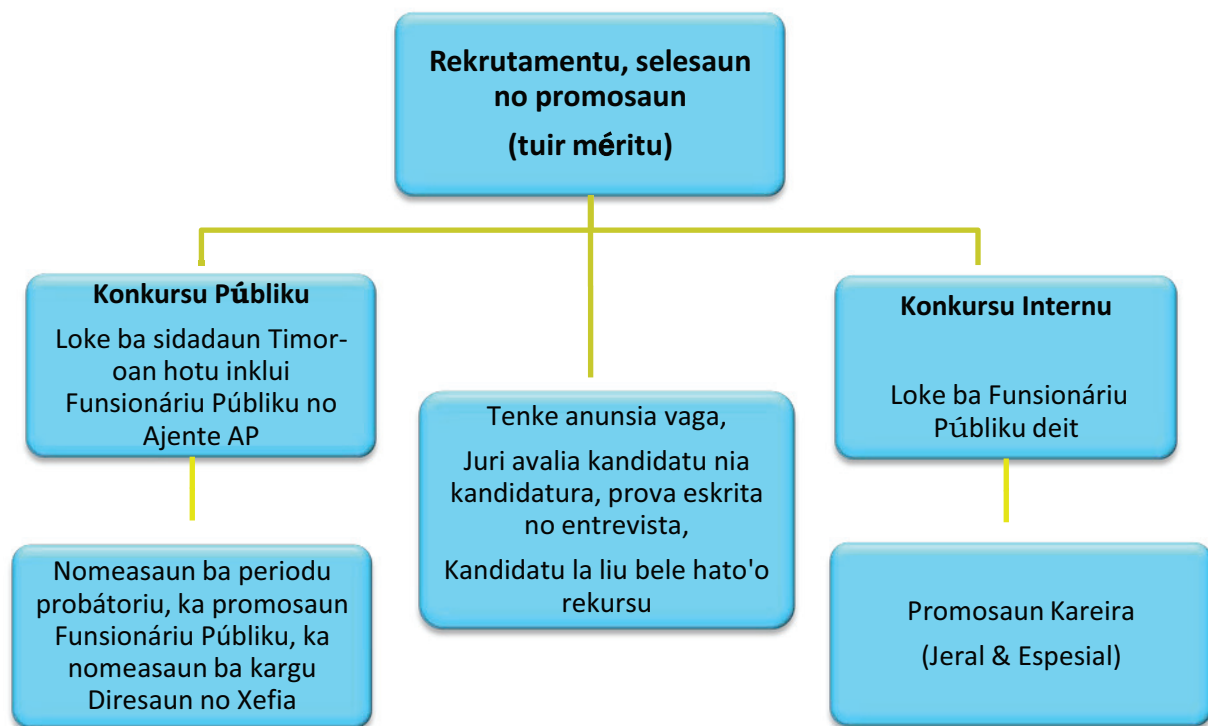 Rekrutamentu, selesaun
no promosaun
(tuir méritu)
Konkursu Públiku
Loke ba sidadaun Timor-
oan hotu inklui
Funsionáriu Públiku no
Ajente AP
Nomeasaun ba periodu
probátoriu, ka promosaun
Funsionáriu Públiku, ka
nomeasaun ba kargu
Diresaun no Xefia
Tenke anunsia vaga,
Juri avalia kandidatu nia
kandidatura, prova eskrita
no entrevista,
Kandidatu la liu bele hato'o
rekursu
Konkursu Internu
Loke ba Funsionáriu
Públiku deit
Promosaun Kareira
(Jeral & Espesial)